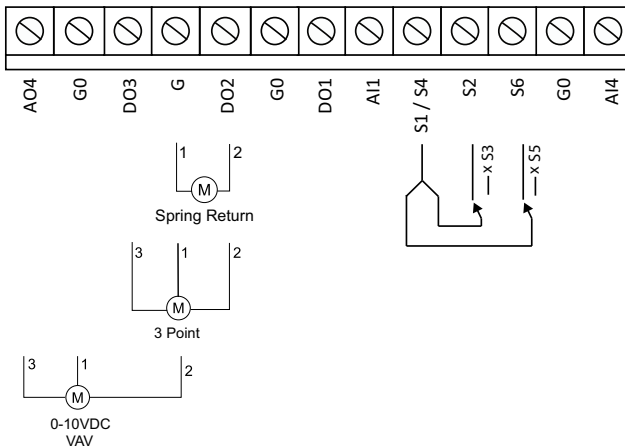 AO4
G0
DO3
G
DO2
G0
DO1
AI1
S1 / S4
S2
S6
G0
AI4
x S3
x S5
1 2
M
Spring Return
3 1 2
M
3 Point
3 1 2
M
0-10VDC
VAV